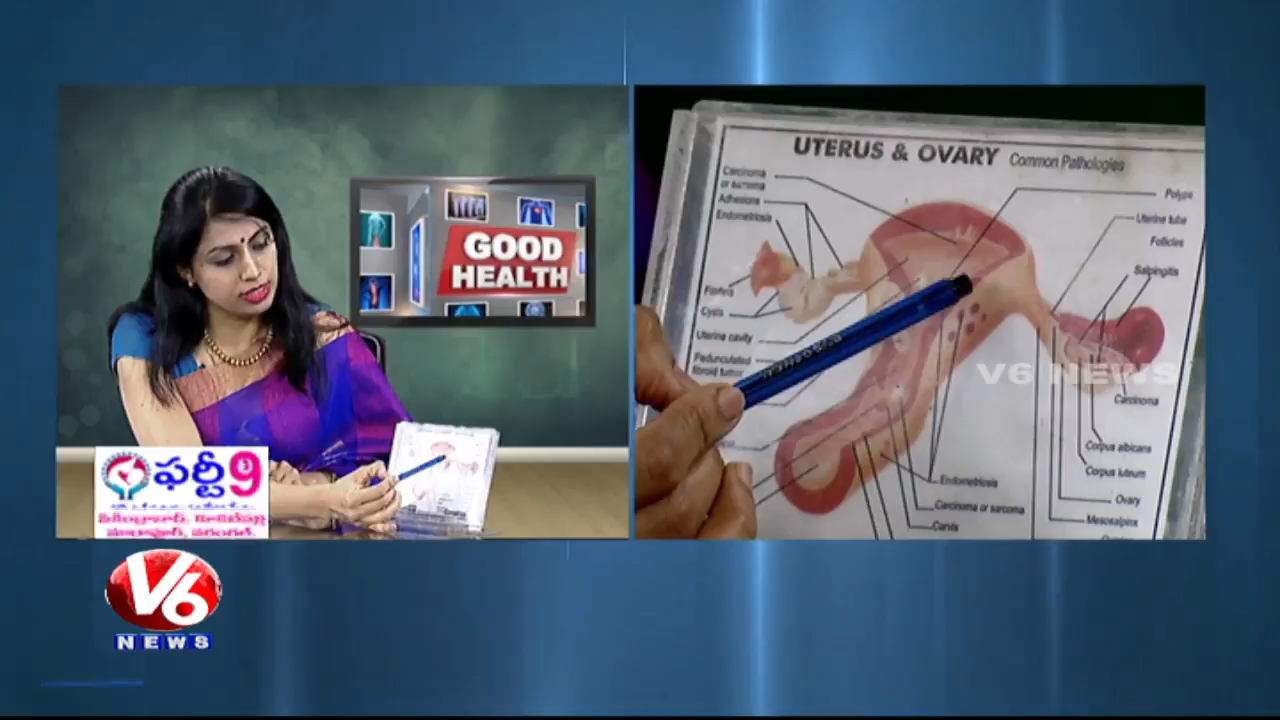 GOOD
HEALTH
ఫర్టీ9
V6
NEWS
UTERUS & OVARY Common Pathologies
Carcinoma
or sarcoma
Adhesions
Endometriosis
Fimbria
Cysts
Uterine cavity
Pedunculated
fibroid tumor
Polyps
Uterine tube
Follicles
Salpingitis
V6 NEWS
Carcinoma
Corpus albicans
Corpus luteum
Ovary
Mesosalpinx
Endometriosis
Carcinoma or sarcoma
Cervix